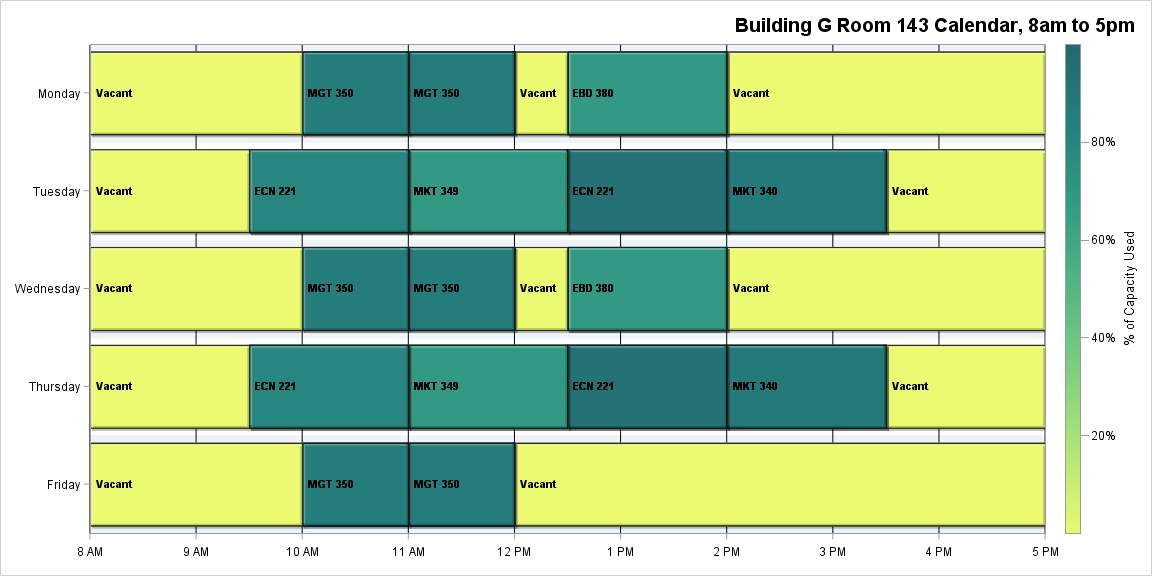 Building G Room 143 Calendar, 8am to 5pm
Monday
Vacant
MGT 350
MGT 350
Vacant
EBD 380
Vacant
Tuesday
Vacant
ECN 221
MKT 349
ECN 221
MKT 340
Vacant
Wednesday
Vacant
MGT 350
MGT 350
Vacant
EBD 380
Vacant
Thursday
Vacant
ECN 221
MKT 349
ECN 221
MKT 340
Vacant
Friday
Vacant
MGT 350
MGT 350
Vacant
8 AM
9 AM
10 AM
11 AM
12 PM
1 PM
2 PM
3 PM
4 PM
5 PM
80%
60%
40%
20%
% of Capacity Used